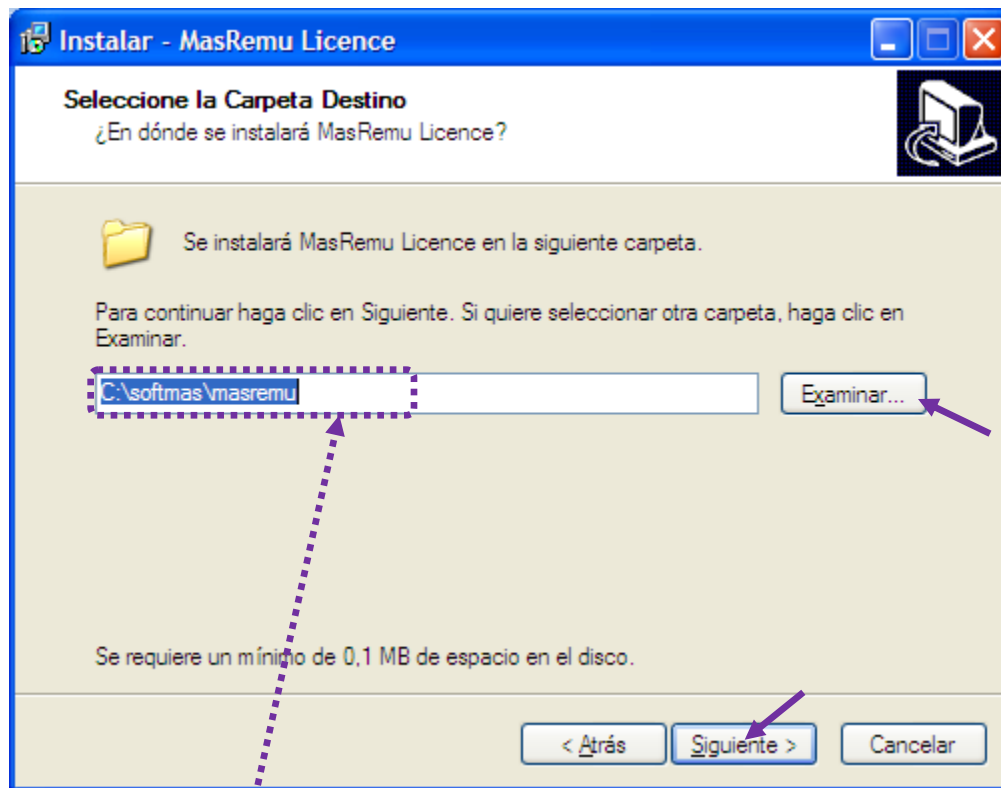 Instalar - MasRemu Licence
Seleccione la Carpeta Destino
¿En dónde se instalará MasRemu Licence?
Se instalará MasRemu Licence en la siguiente carpeta.
Para continuar haga clic en Siguiente. Si quiere seleccionar otra carpeta, haga clic en
Examinar.
C:\softmas\masremu
Examinar...
Se requiere un mínimo de 0,1 MB de espacio en el disco.
< Atrás
Siguiente >
Cancelar